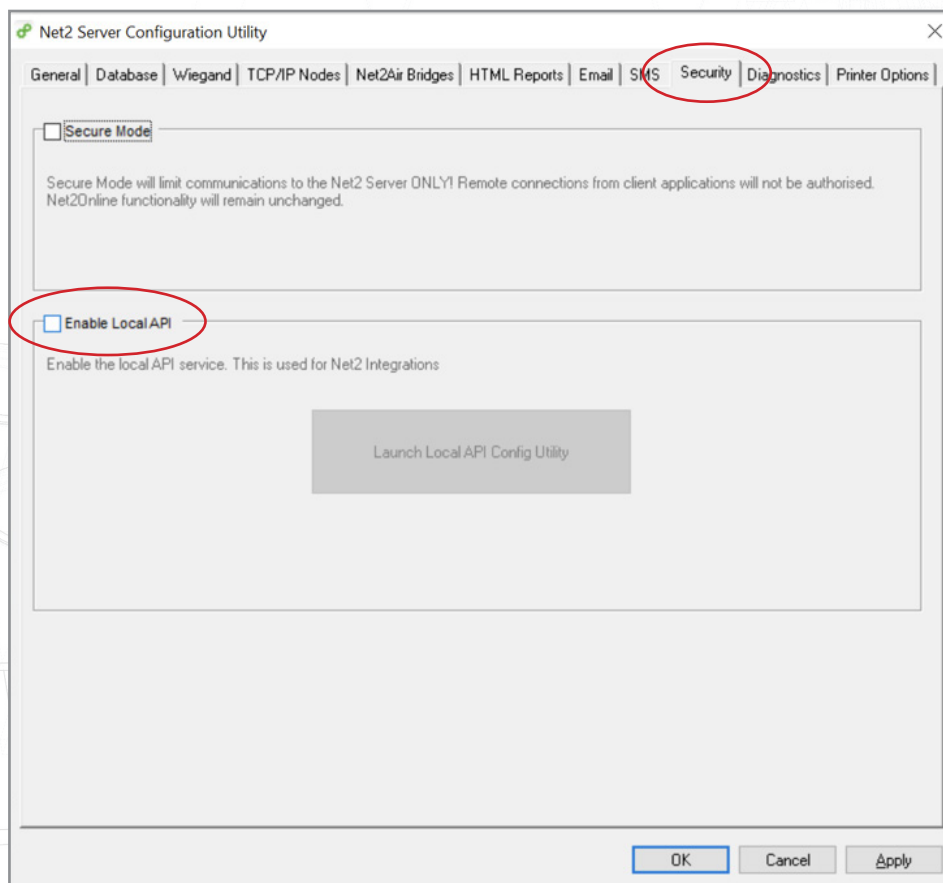 Net2 Server Configuration Utility
General Database Wiegand TCP/IP Nodes Net2Air Bridges HTML Reports Email SMS Security Diagnostics Printer Options
Secure Mode
Secure Mode will limit communications to the Net2 Server ONLY! Remote connections from client applications will not be authorised.
Net2Online functionality will remain unchanged.
Enable Local API
Enable the local API service. This is used for Net2 Integrations
Launch Local API Config Utility
OK Cancel Apply